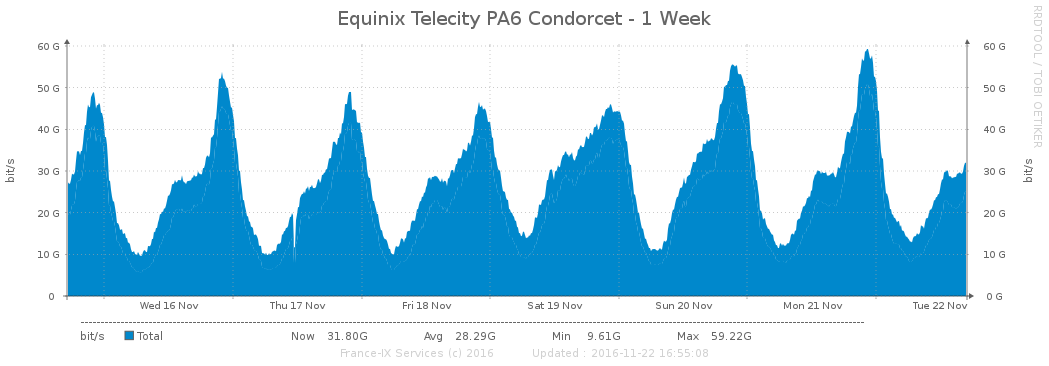 Equinix Telecity PA6 Condorcet - 1 Week
RRDTOOL / TOBI OETIKER
bit/s
60 G 60 G
50 G 50 G
40 G 40 G
30 G 30 G
20 G 20 G
10 G 10 G
0 0 G
bit/s
Wed 16 Nov Thu 17 Nov Fri 18 Nov Sat 19 Nov Sun 20 Nov Mon 21 Nov Tue 22 Nov
bit/s Total Now 31.80G Avg 28.29G Min 9.61G Max 59.22G
France-IX Services (c) 2016 Updated : 2016-11-22 16:55:08